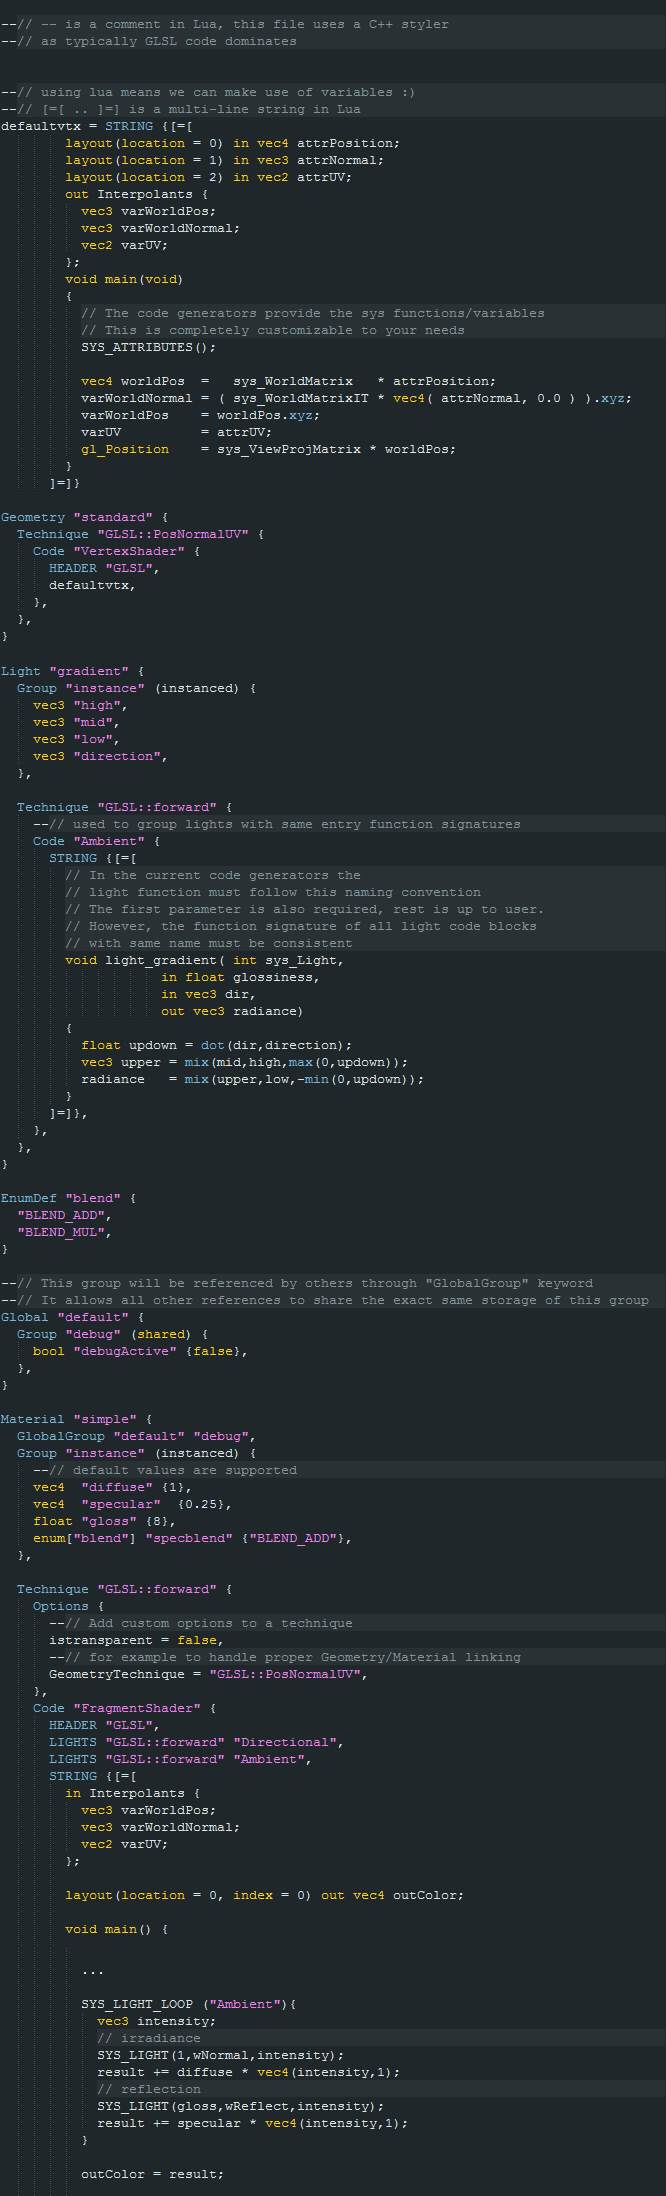 --// -- is a comment in Lua, this file uses a C++ styler
--// as typically GLSL code dominates
--// using lua means we can make use of variables :)
--// [=[ .. ]=] is a multi-line string in Lua
defaultvtx = STRING {[=[
layout(location = 0) in vec4 attrPosition;
layout(location = 1) in vec3 attrNormal;
layout(location = 2) in vec2 attrUV;
out Interpolants {
vec3 varWorldPos;
vec3 varWorldNormal;
vec2 varUV;
};
void main(void)
{
// The code generators provide the sys functions/variables
// This is completely customizable to your needs
SYS_ATTRIBUTES();
vec4 worldPos  =   sys_WorldMatrix   * attrPosition;
varWorldNormal = ( sys_WorldMatrixIT * vec4( attrNormal, 0.0 ) ).xyz;
varWorldPos    = worldPos.xyz;
varUV          = attrUV;
gl_Position    = sys_ViewProjMatrix * worldPos;
}
]=]}
Geometry "standard" {
Technique "GLSL::PosNormalUV" {
Code "VertexShader" {
HEADER "GLSL",
defaultvtx,
},
},
}
Light "gradient" {
Group "instance" (instanced) {
vec3 "high",
vec3 "mid",
vec3 "low",
vec3 "direction",
},
Technique "GLSL::forward" {
--// used to group lights with same entry function signatures
Code "Ambient" {
STRING {[=[
// In the current code generators the
// light function must follow this naming convention
// The first parameter is also required, rest is up to user.
// However, the function signature of all light code blocks
// with same name must be consistent
void light_gradient( int sys_Light,
in float glossiness,
in vec3 dir,
out vec3 radiance)
{
float updown = dot(dir,direction);
vec3 upper = mix(mid,high,max(0,updown));
radiance   = mix(upper,low,-min(0,updown));
}
]=]},
},
},
}
EnumDef "blend" {
"BLEND_ADD",
"BLEND_MUL",
}
--// This group will be referenced by others through "GlobalGroup" keyword
--// It allows all other references to share the exact same storage of this group
Global "default" {
Group "debug" (shared) {
bool "debugActive" {false},
},
}
Material "simple" {
GlobalGroup "default" "debug",
Group "instance" (instanced) {
--// default values are supported
vec4  "diffuse" {1},
vec4  "specular"  {0.25},
float "gloss" {8},
enum["blend"] "specblend" {"BLEND_ADD"},
},
Technique "GLSL::forward" {
Options {
--// Add custom options to a technique
istransparent = false,
--// for example to handle proper Geometry/Material linking
GeometryTechnique = "GLSL::PosNormalUV",
},
Code "FragmentShader" {
HEADER "GLSL",
LIGHTS "GLSL::forward" "Directional",
LIGHTS "GLSL::forward" "Ambient",
STRING {[=[
in Interpolants {
vec3 varWorldPos;
vec3 varWorldNormal;
vec2 varUV;
};
layout(location = 0, index = 0) out vec4 outColor;
void main() {
...
SYS_LIGHT_LOOP ("Ambient"){
vec3 intensity;
// irradiance
SYS_LIGHT(1,wNormal,intensity);
result += diffuse * vec4(intensity,1);
// reflection
SYS_LIGHT(gloss,wReflect,intensity);
result += specular * vec4(intensity,1);
}
outColor = result;